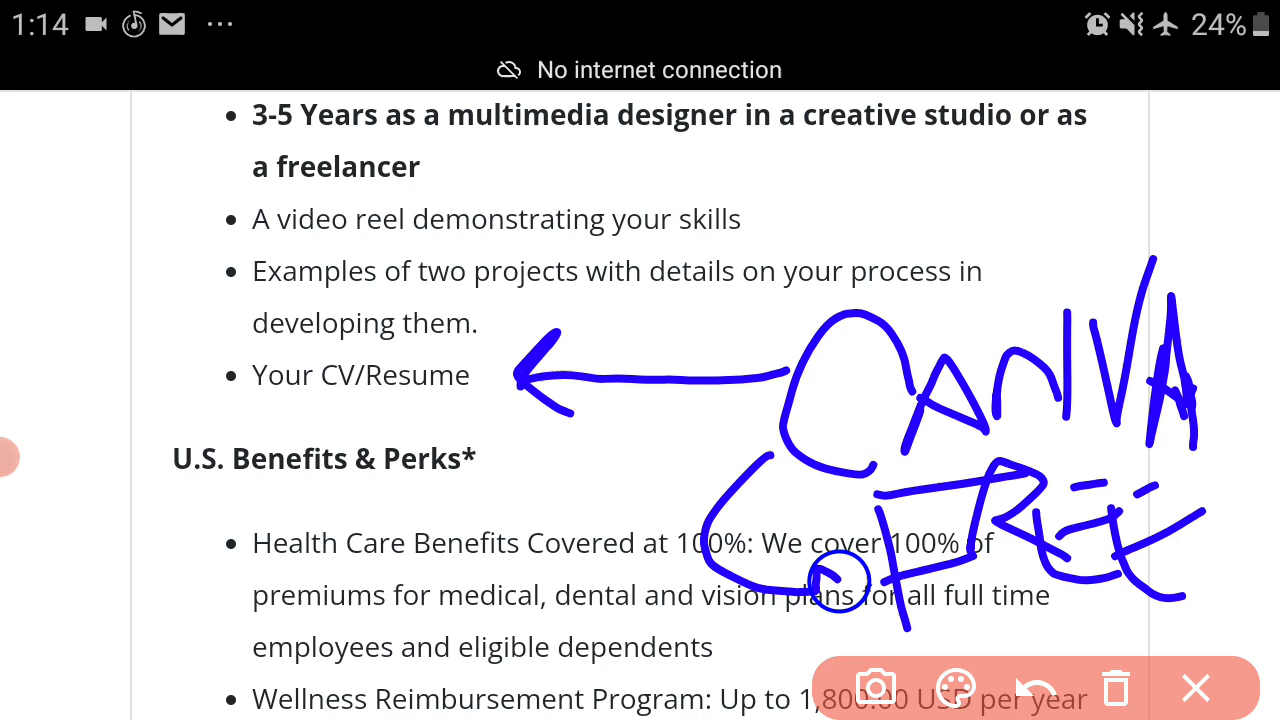 1:14 ... 24%
No internet connection
• 3-5 Years as a multimedia designer in a creative studio or as
a freelancer
• A video reel demonstrating your skills
• Examples of two projects with details on your process in
developing them.
• Your CV/Resume
CANVA
FREE
U.S. Benefits & Perks*
• Health Care Benefits Covered at 100%: We cover 100% of
premiums for medical, dental and vision plans for all full time
employees and eligible dependents
• Wellness Reimbursement Program: Up to 1,800.00 USD per year